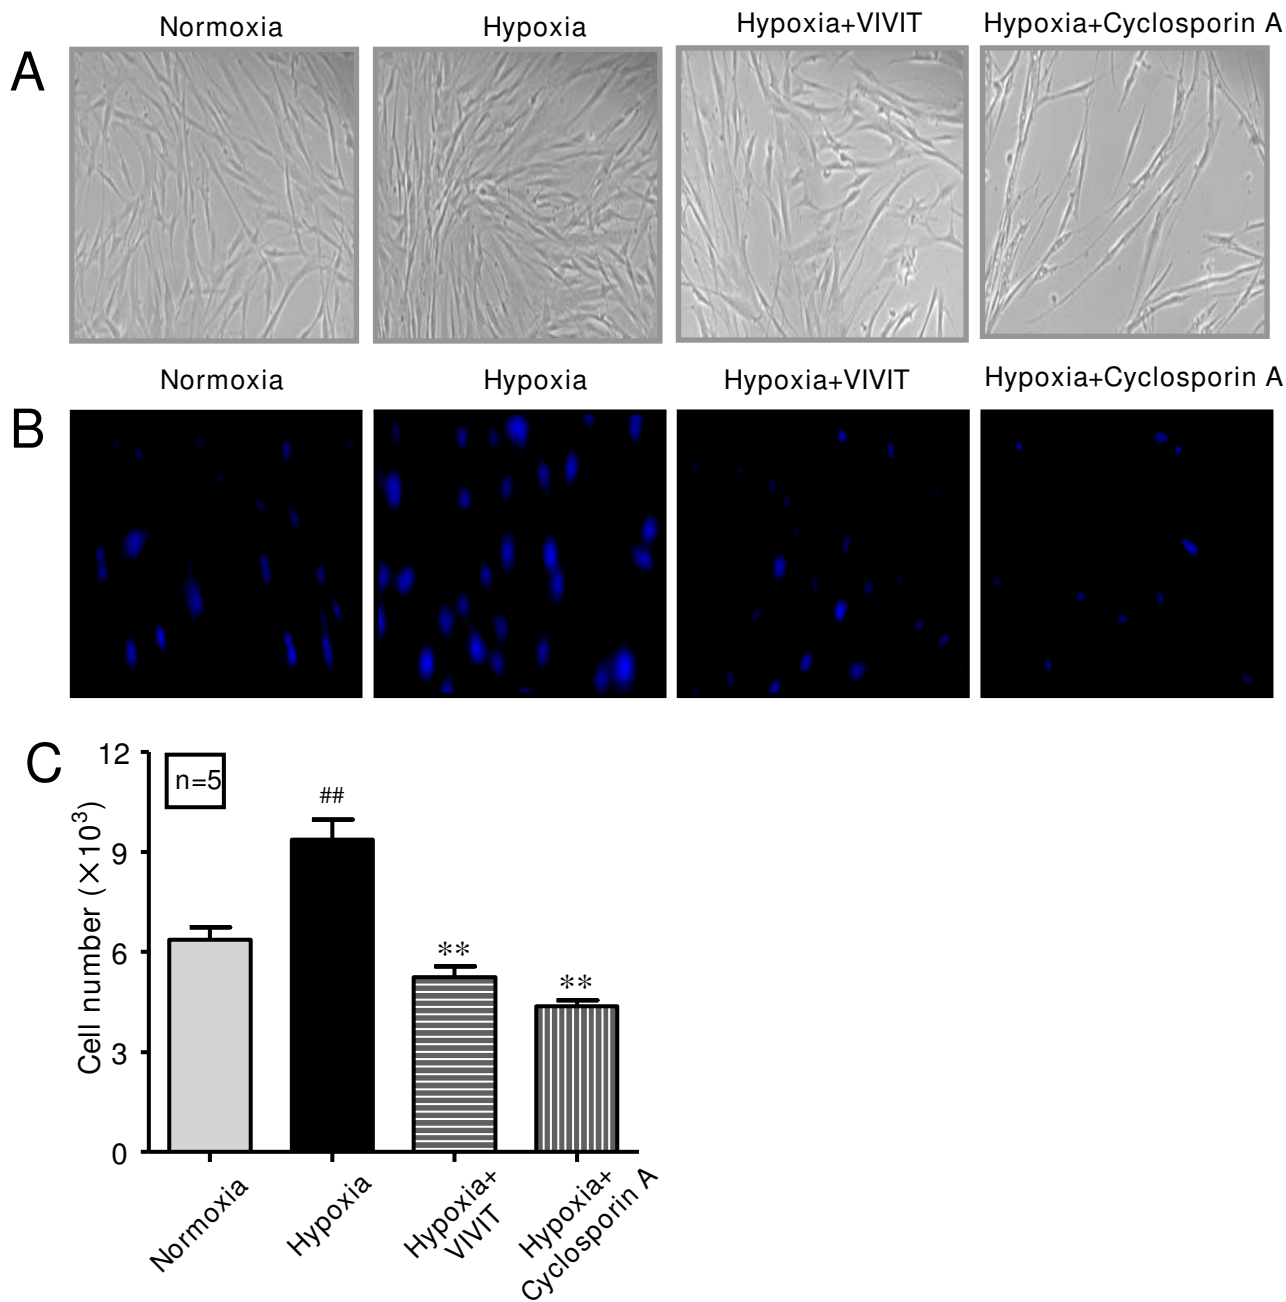 Normoxia
Hypoxia
Hypoxia+VIVIT
Hypoxia+Cyclosporin A
A
Normoxia
Hypoxia
Hypoxia+VIVIT
Hypoxia+Cyclosporin A
B
C
12
9
6
3
0
Cell number (×10³)
n=5
##
**
**
Normoxia
Hypoxia
Hypoxia+
VIVIT
Hypoxia+
Cyclosporin A